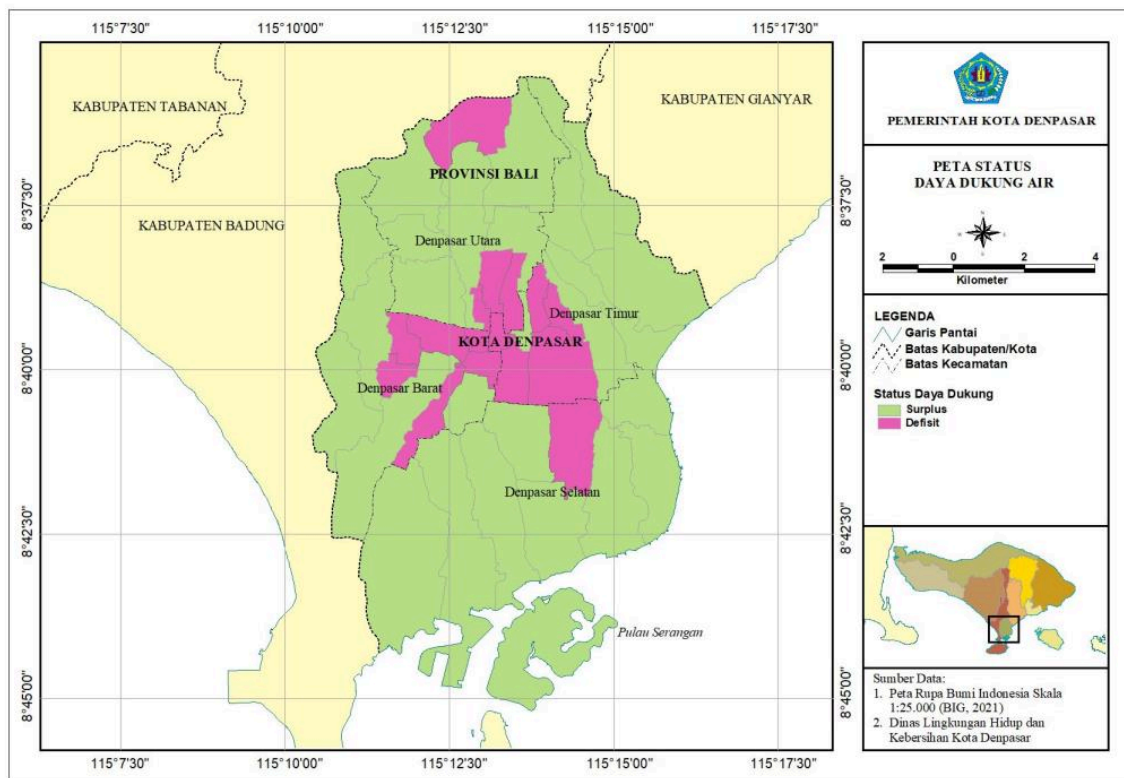 115°7'30"
115°10'00"
115°12'30"
115°15'00"
115°17'30"
KABUPATEN TABANAN
KABUPATEN GIANYAR
PROVINSI BALI
8°37'30"
8°37'30"
KABUPATEN BADUNG
Denpasar Utara
Denpasar Timur
KOTA DENPASAR
8°40'00"
8°40'00"
Denpasar Barat
Denpasar Selatan
8°42'30"
8°42'30"
Pulau Serangan
8°45'00"
8°45'00"
115°7'30"
115°10'00"
115°12'30"
115°15'00"
115°17'30"
PEMERINTAH KOTA DENPASAR
PETA STATUS
DAYA DUKUNG AIR
2 0 2 4
Kilometer
LEGENDA
Garis Pantai
Batas Kabupaten/Kota
Batas Kecamatan
Status Daya Dukung
Surplus
Defisit
Sumber Data:
1. Peta Rupa Bumi Indonesia Skala
1:25.000 (BIG, 2021)
2. Dinas Lingkungan Hidup dan
Kebersihan Kota Denpasar